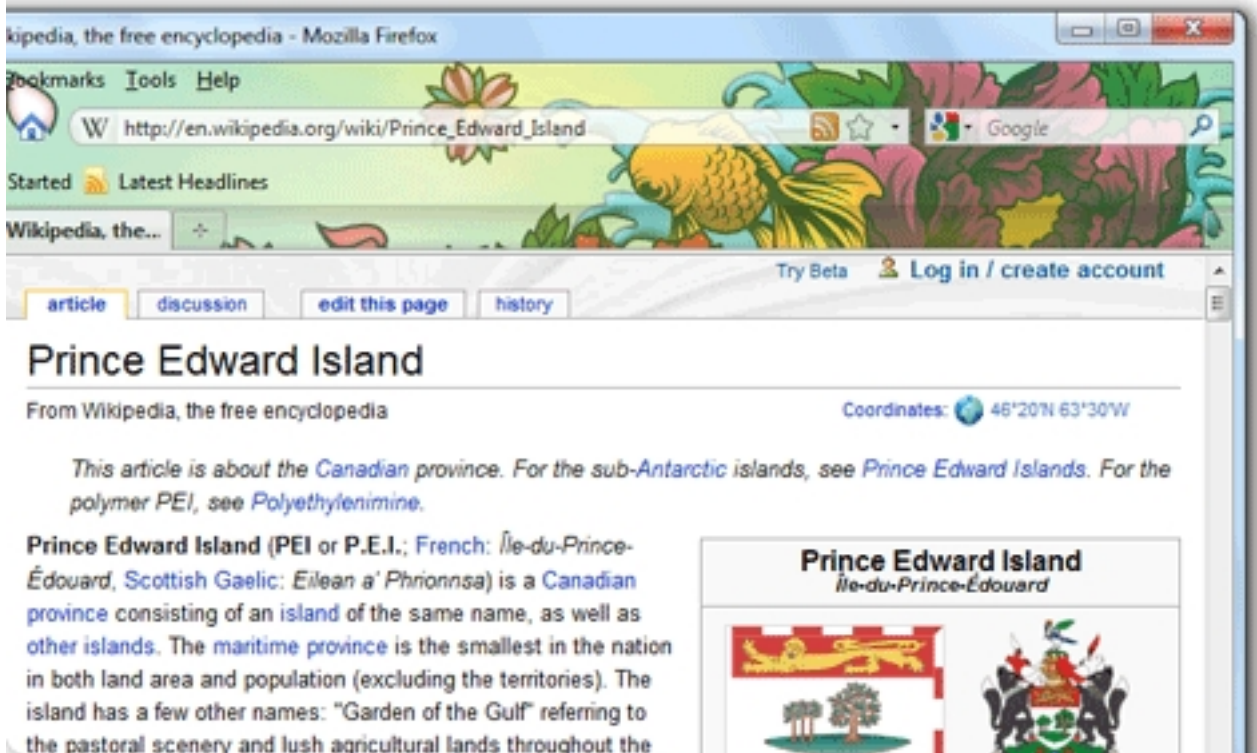 kipedia, the free encyclopedia - Mozilla Firefox
Bookmarks Tools Help
W http://en.wikipedia.org/wiki/Prince_Edward_Island Google
Started Latest Headlines
Wikipedia, the...
Try Beta Log in / create account
article discussion edit this page history
Prince Edward Island
From Wikipedia, the free encyclopedia Coordinates: 46°20'N 63°30'W
This article is about the Canadian province. For the sub-Antarctic islands, see Prince Edward Islands. For the
polymer PEI, see Polyethylenimine.
Prince Edward Island (PEI or P.E.I.; French: Île-du-Prince-
Édouard, Scottish Gaelic: Eilean a' Phrionnsa) is a Canadian
province consisting of an island of the same name, as well as
other islands. The maritime province is the smallest in the nation
in both land area and population (excluding the territories). The
island has a few other names: "Garden of the Gulf" referring to
the pastoral scenery and lush agricultural lands throughout the
Prince Edward Island
Île-du-Prince-Édouard